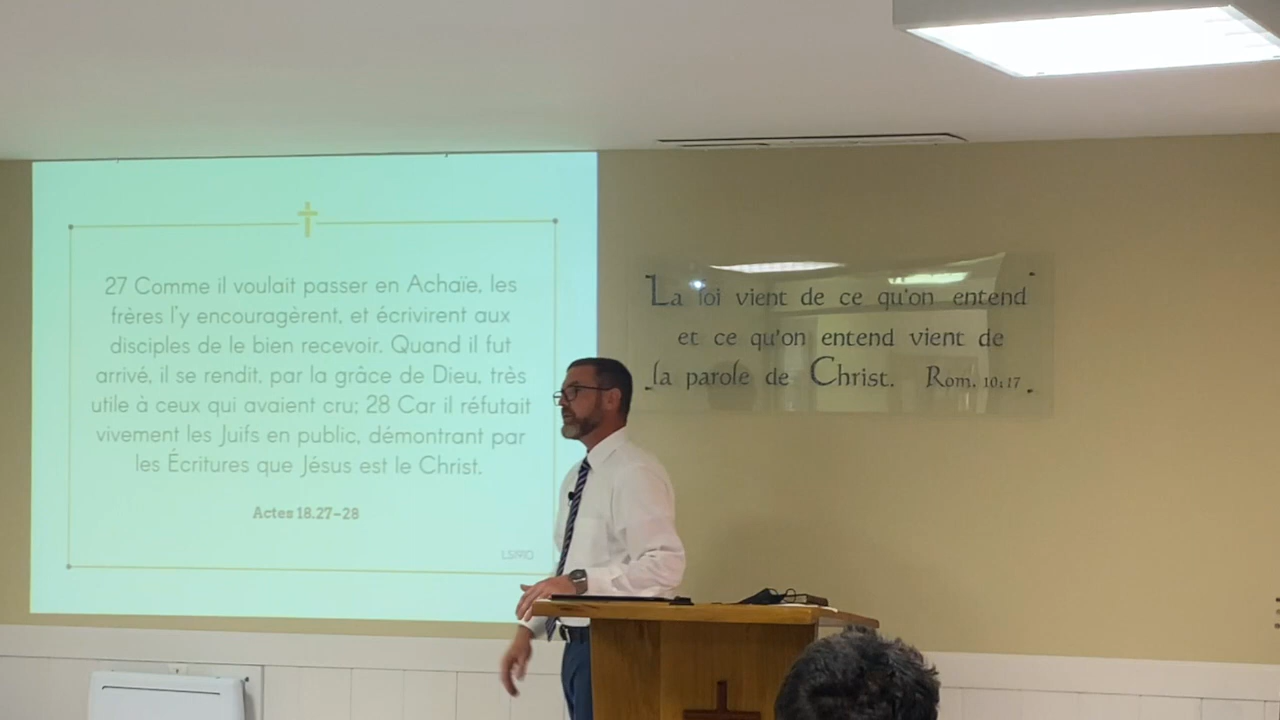 27 Comme il voulait passer en Achaïe, les
frères l'y encouragèrent, et écrivirent aux
disciples de le bien recevoir. Quand il fut
arrivé, il se rendit, par la grâce de Dieu, très
utile à ceux qui avaient cru; 28 Car il réfutait
vivement les Juifs en public, démontrant par
les Écritures que Jésus est le Christ.
Actes 18.27-28
LS1910
La foi vient de ce qu'on entend
et ce qu'on entend vient de
la parole de Christ. Rom. 10:17